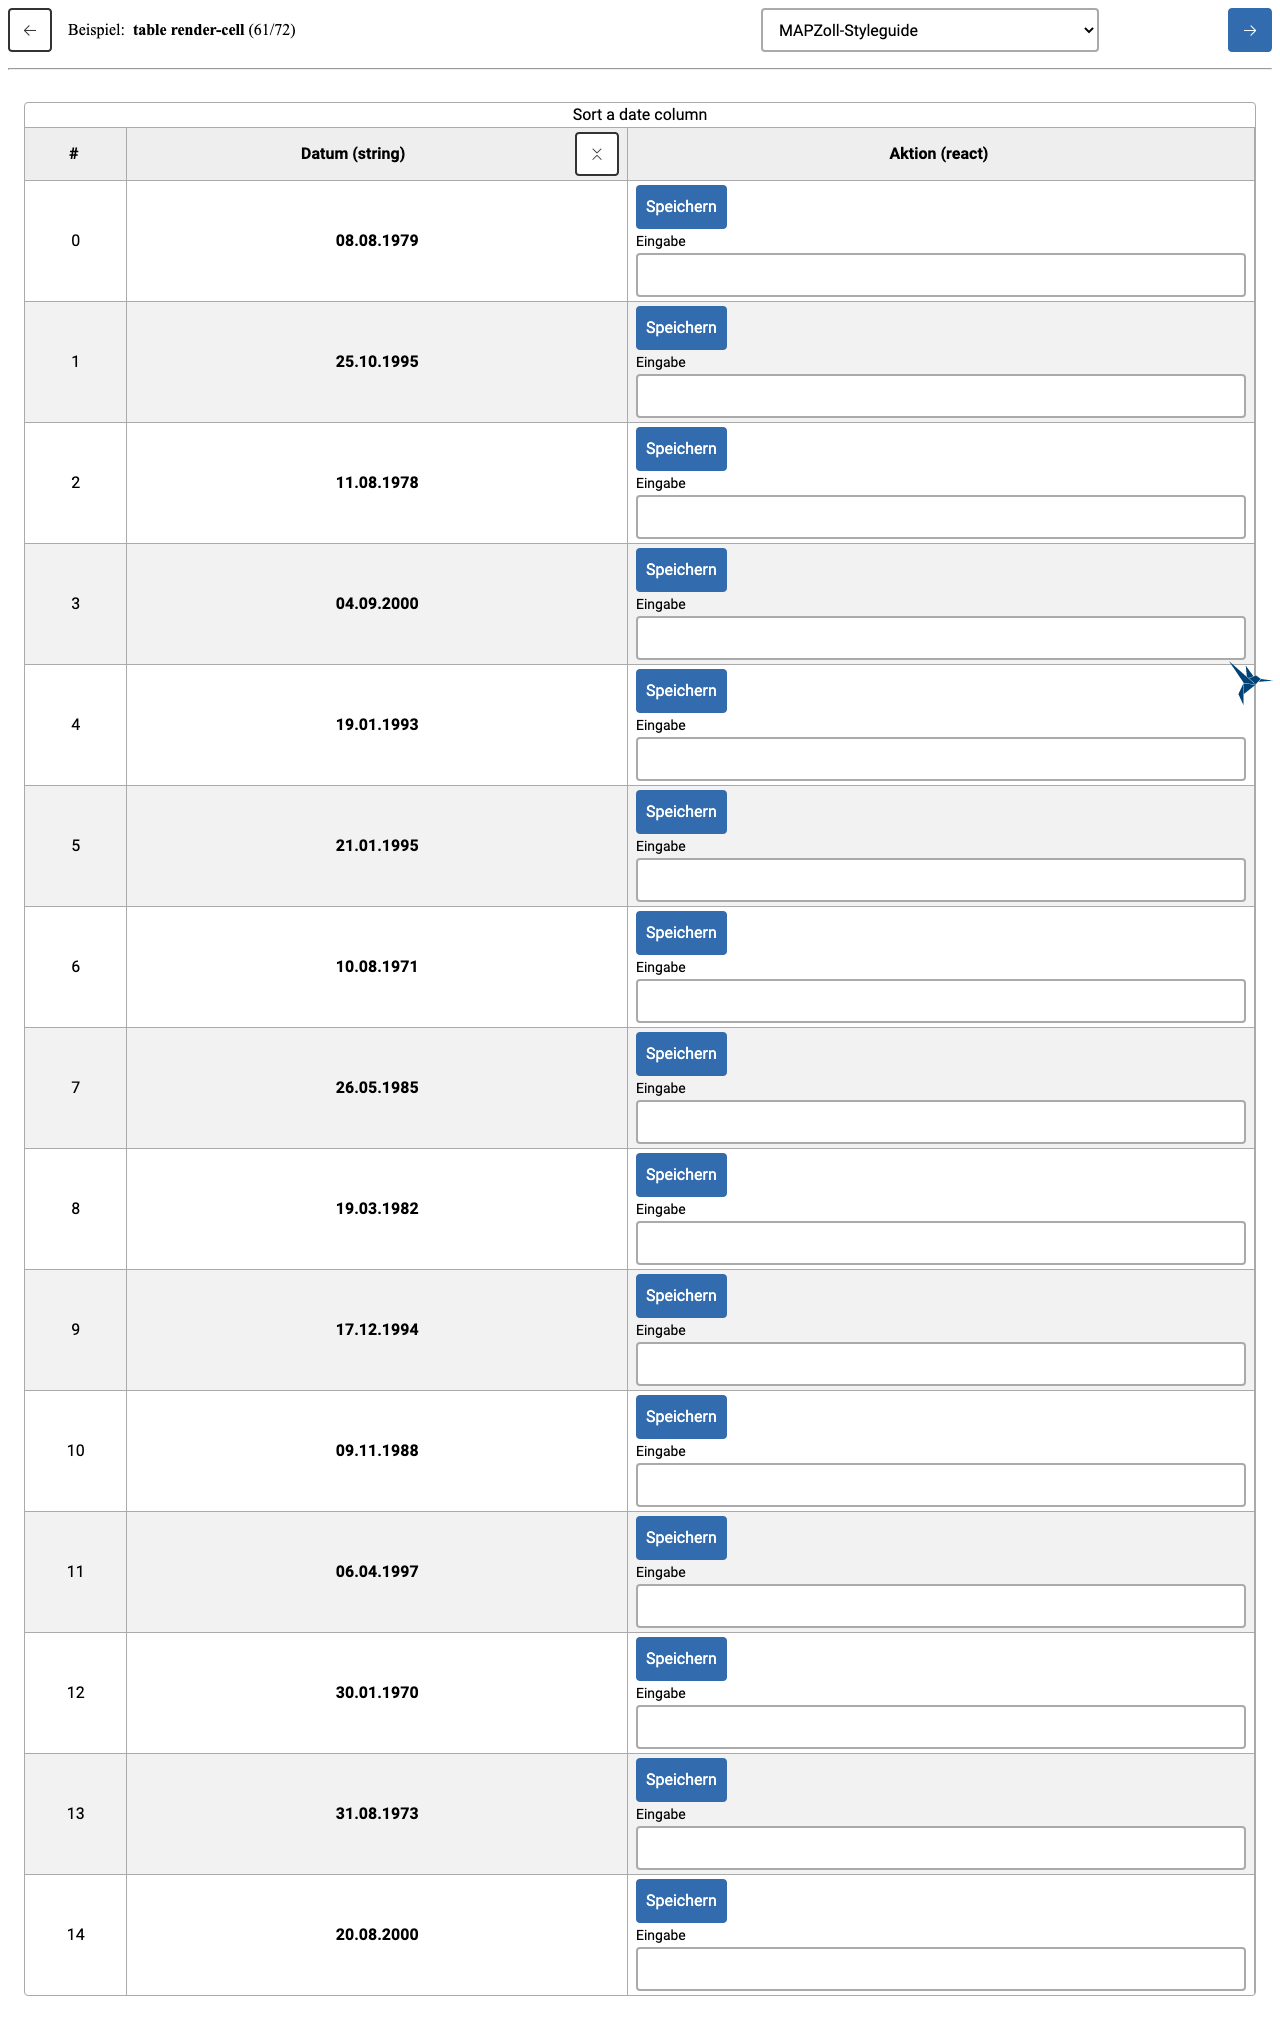 Beispiel: table render-cell (61/72)
MAPZoll-Styleguide
Sort a date column
# Datum (string) Aktion (react)
Speichern
0 08.08.1979
Eingabe
Speichern
1 25.10.1995
Eingabe
Speichern
2 11.08.1978
Eingabe
Speichern
3 04.09.2000
Eingabe
Speichern
4 19.01.1993
Eingabe
Speichern
5 21.01.1995
Eingabe
Speichern
6 10.08.1971
Eingabe
Speichern
7 26.05.1985
Eingabe
Speichern
8 19.03.1982
Eingabe
Speichern
9 17.12.1994
Eingabe
Speichern
10 09.11.1988
Eingabe
Speichern
11 06.04.1997
Eingabe
Speichern
12 30.01.1970
Eingabe
Speichern
13 31.08.1973
Eingabe
Speichern
14 20.08.2000
Eingabe